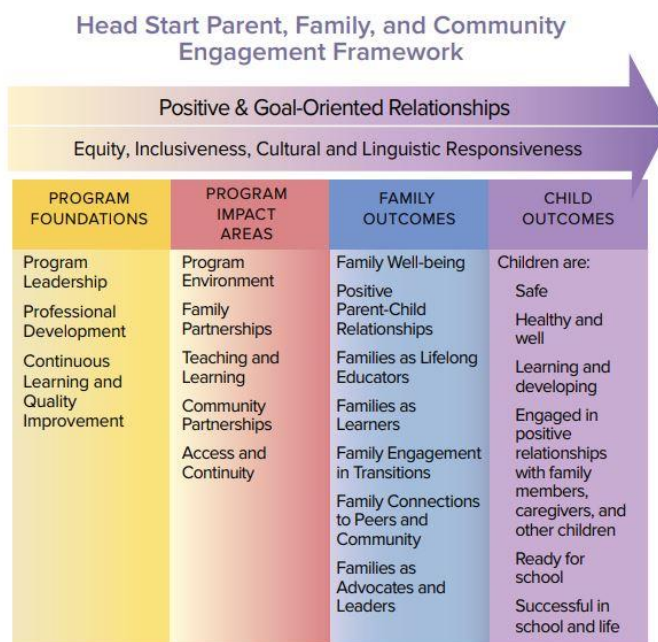 Head Start Parent, Family, and Community
Engagement Framework
Positive & Goal-Oriented Relationships
Equity, Inclusiveness, Cultural and Linguistic Responsiveness
PROGRAM
FOUNDATIONS
Program
Leadership
Professional
Development
Continuous
Learning and
Quality
Improvement
PROGRAM
IMPACT
AREAS
Program
Environment
Family
Partnerships
Teaching and
Learning
Community
Partnerships
Access and
Continuity
FAMILY
OUTCOMES
Family Well-being
Positive
Parent-Child
Relationships
Families as Lifelong
Educators
Families as
Learners
Family Engagement
in Transitions
Family Connections
to Peers and
Community
Families as
Advocates and
Leaders
CHILD
OUTCOMES
Children are:
Safe
Healthy and
well
Learning and
developing
Engaged in
positive
relationships
with family
members,
caregivers, and
other children
Ready for
school
Successful in
school and life